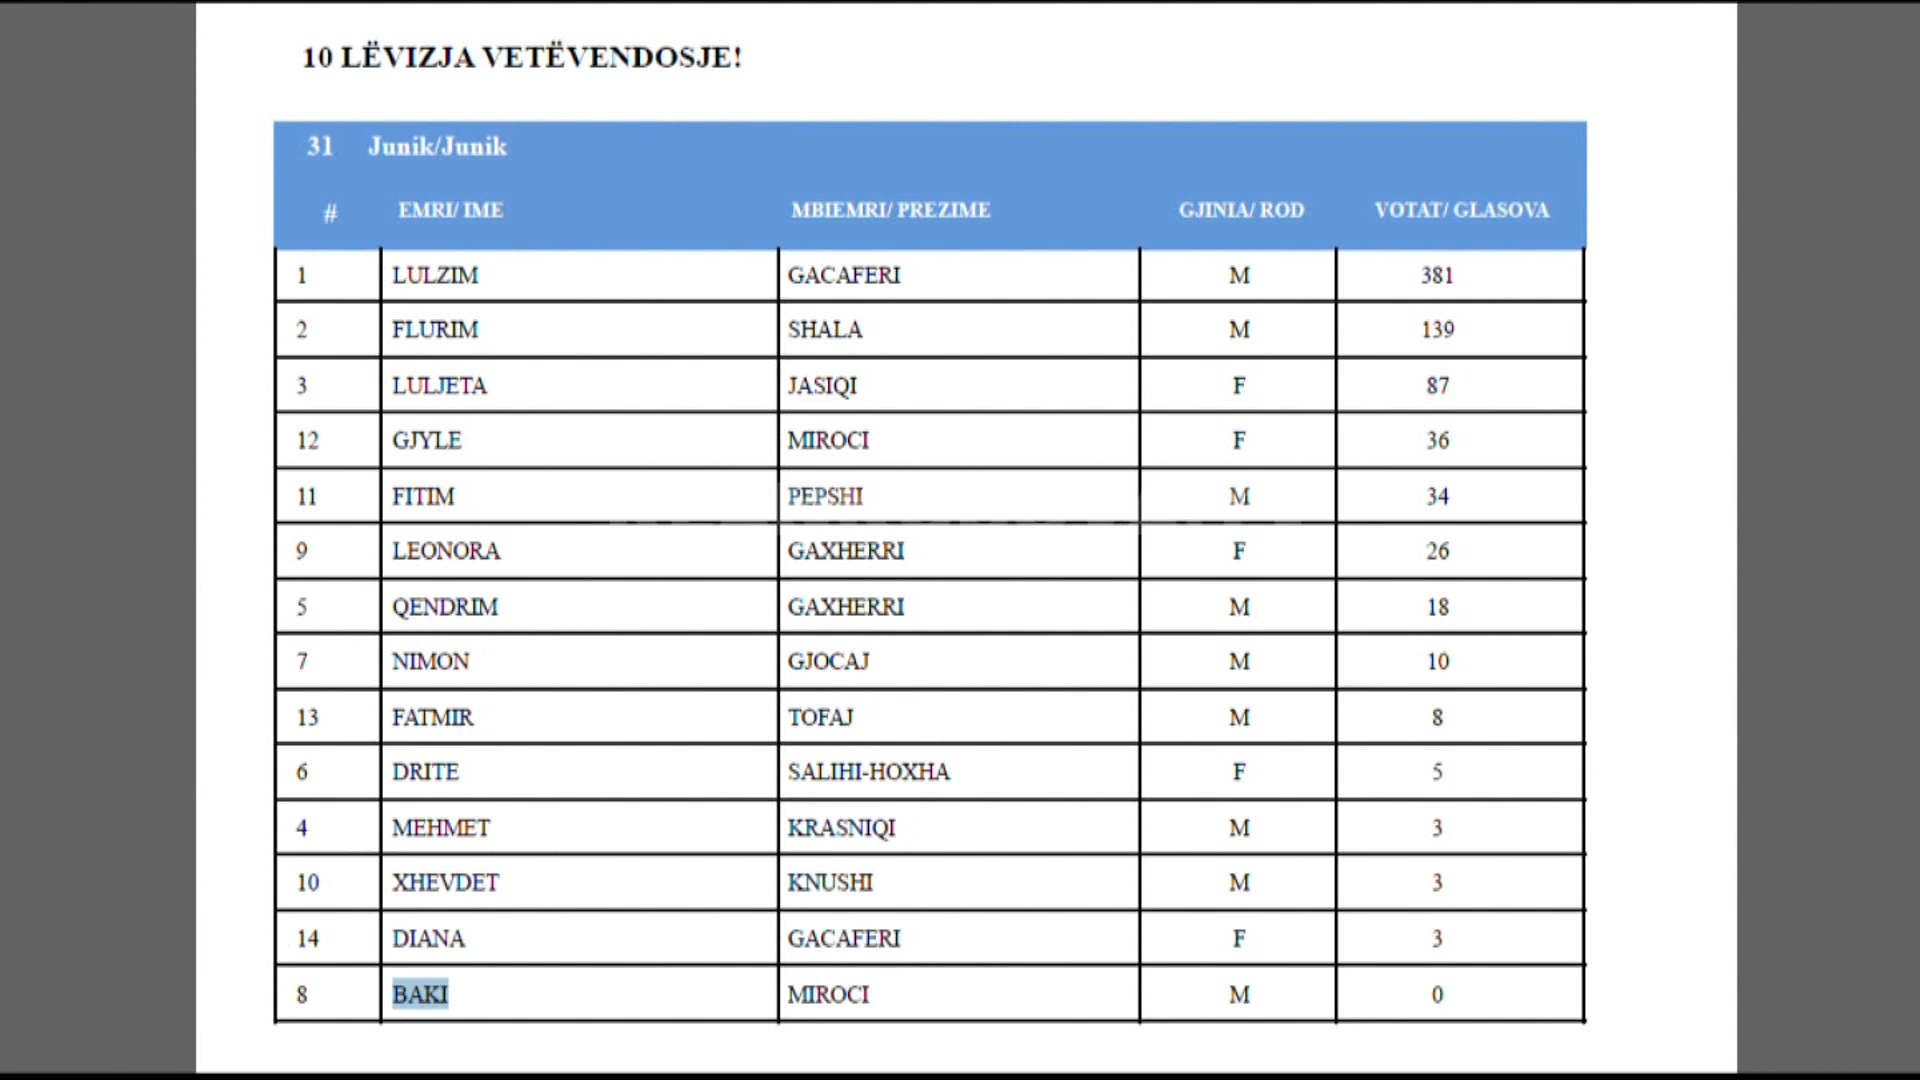 10 LËVIZJA VETËVENDOSJE!
31 Junik/Junik
# EMRI/ IME MBIEMRI/ PREZIME GJINIA/ ROD VOTAT/ GLASOVA
1 LULZIM GACAFERI M 381
2 FLURIM SHALA M 139
3 LULJETA JASIQI F 87
12 GJYLE MIROCI F 36
11 FITIM PEPSHI M 34
9 LEONORA GAXHERRI F 26
5 QENDRIM GAXHERRI M 18
7 NIMON GJOCAJ M 10
13 FATMIR TOFAJ M 8
6 DRITE SALIHI-HOXHA F 5
4 MEHMET KRASNIQI M 3
10 XHEVDET KNUSHI M 3
14 DIANA GACAFERI F 3
8 BAKI MIROCI M 0